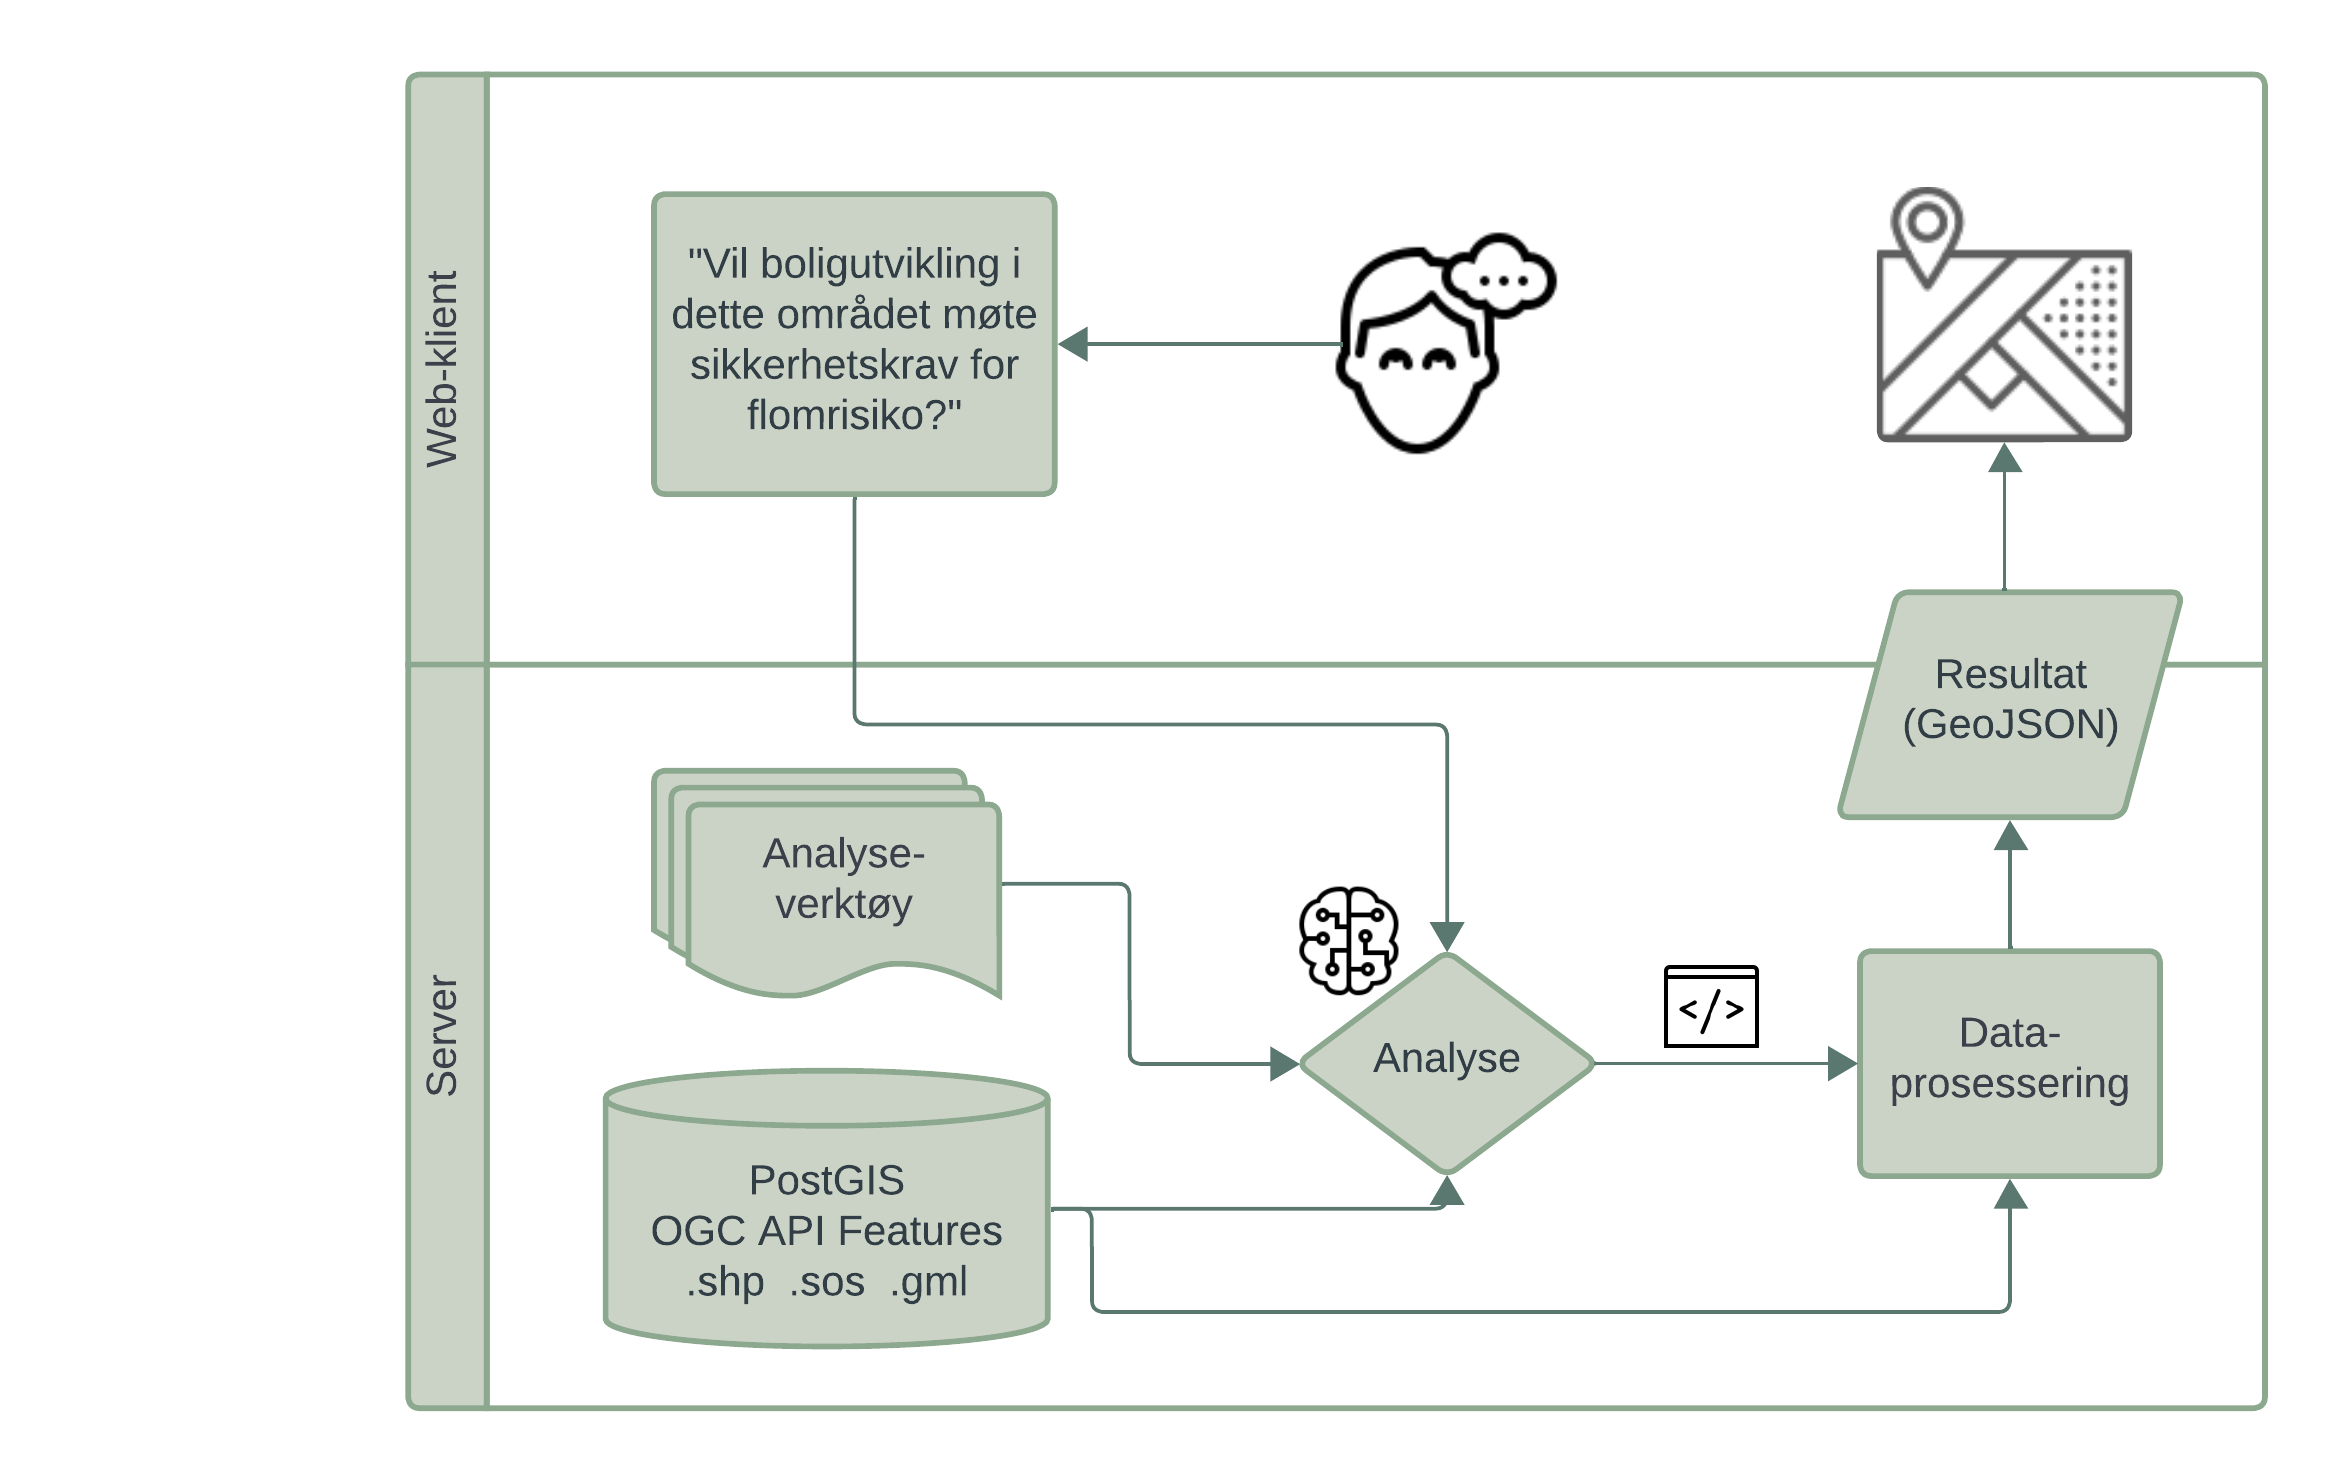 Web-klient
"Vil boligutvikling i
dette området møte
sikkerhetskrav for
flomrisiko?"
Resultat
(GeoJSON)
Server
Analyse-
verktøy
</>
Analyse
Data-
prosessering
PostGIS
OGC API Features
.shp .sos .gml